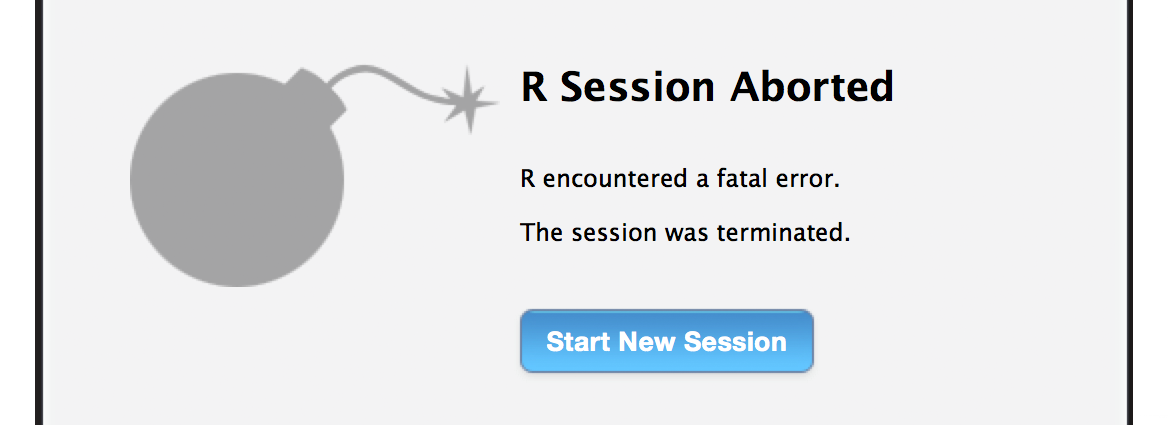 R Session Aborted
R encountered a fatal error.
The session was terminated.
Start New Session